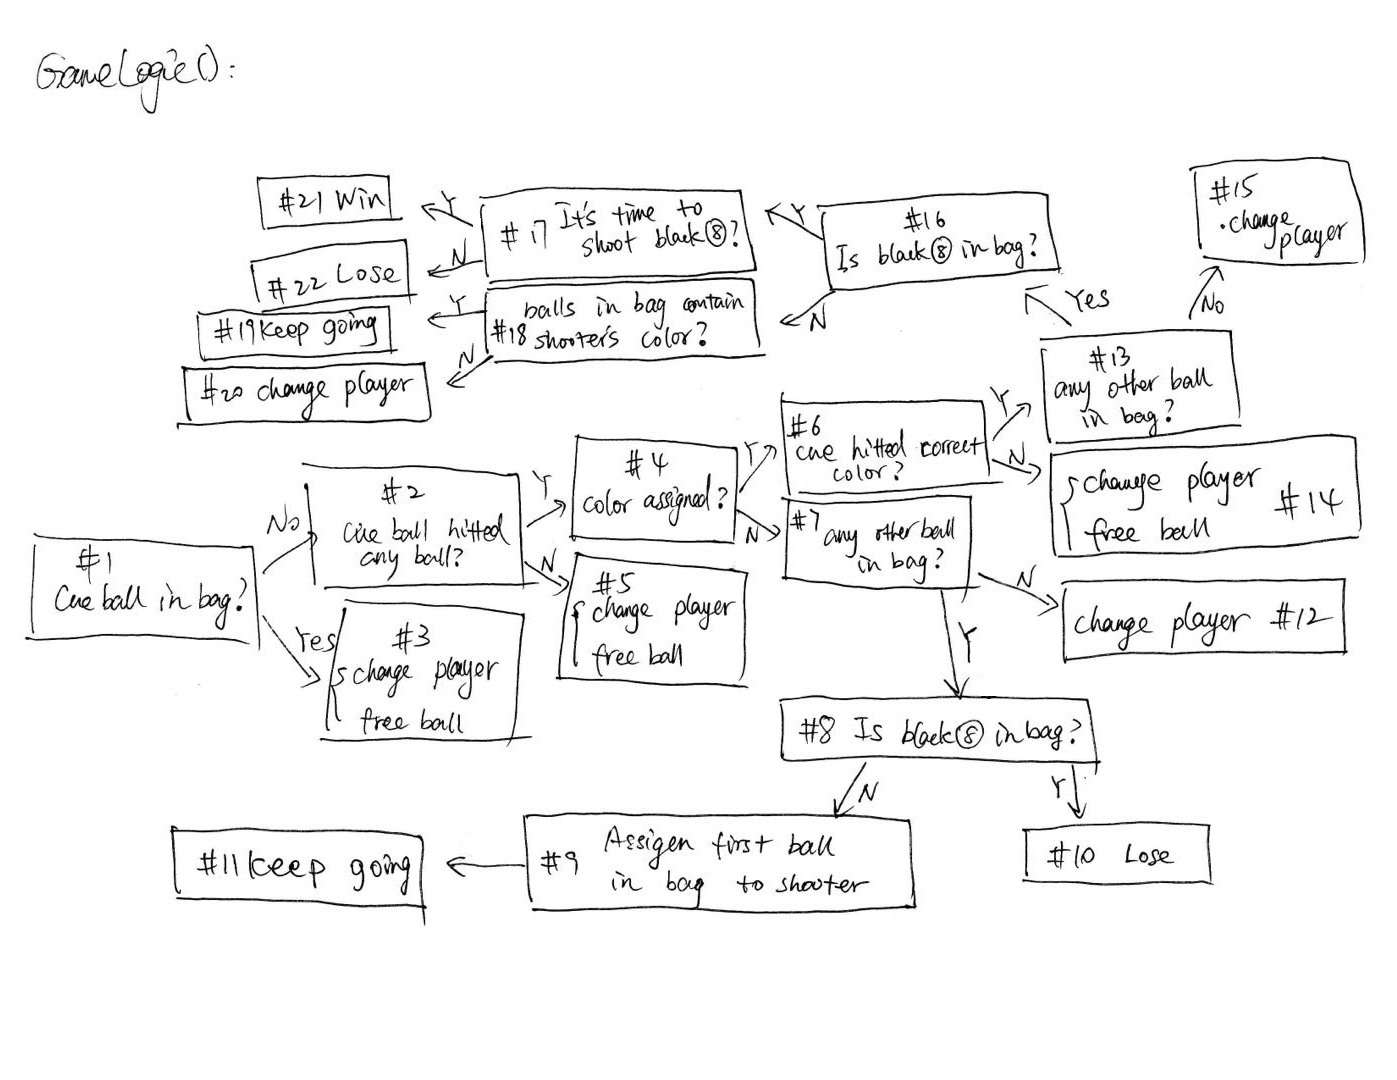 GameLogic():
#21 Win
Y
#17 It's time to
shoot black⑧?
Y
#16
Is black⑧ in bag?
#15
·change
player
#22 Lose
N
#19 keep going
Y
balls in bag contain
#18 shooter's color?
N
Yes
No
#20 change player
N
#13
any other ball
in bag?
Y
#6
cue hitted correct
color?
Y
N
#4
color assigned?
Y
#2
cue ball hitted
any ball?
No
change player
free ball
#14
#1
Cue ball in bag?
N
#7
any other ball
in bag?
N
#5
change player
free ball
N
change player #12
Yes
#3
change player
free ball
Y
#8 Is black⑧ in bag?
N
Y
#9
Assigen first ball
in bag to shooter
#11 keep going
#10 Lose